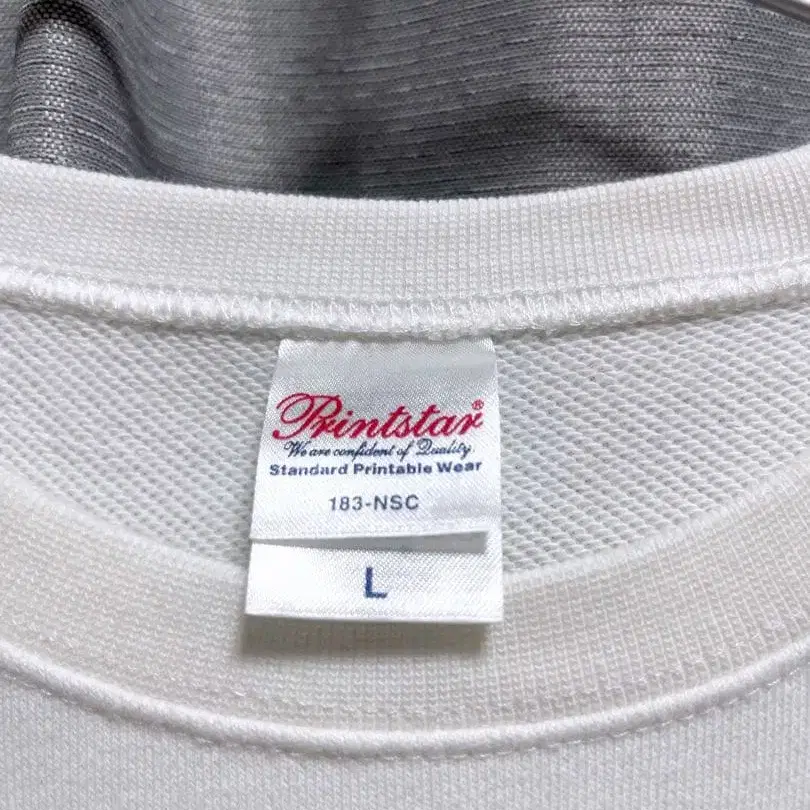 Printstar®
We are confident of Quality.
Standard Printable Wear
183-NSC
L